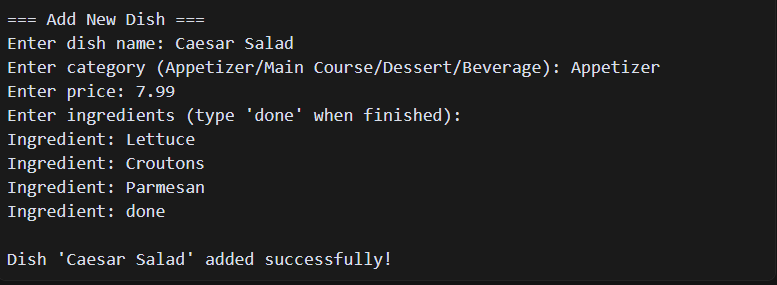 === Add New Dish ===
Enter dish name: Caesar Salad
Enter category (Appetizer/Main Course/Dessert/Beverage): Appetizer
Enter price: 7.99
Enter ingredients (type 'done' when finished):
Ingredient: Lettuce
Ingredient: Croutons
Ingredient: Parmesan
Ingredient: done
Dish 'Caesar Salad' added successfully!